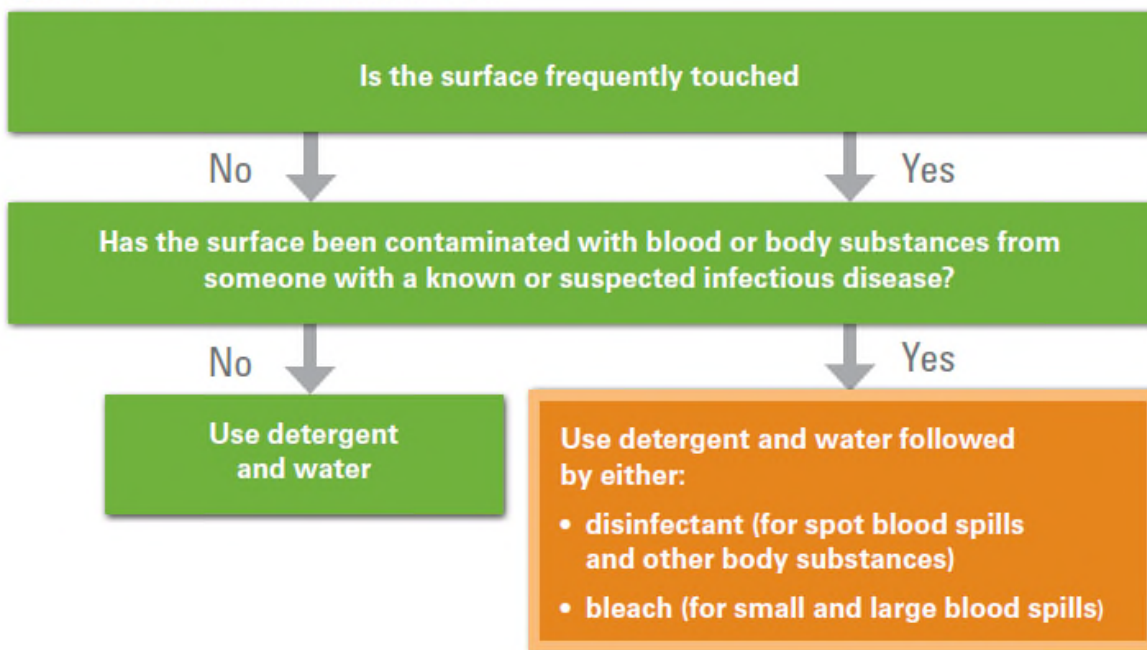 Is the surface frequently touched
No
Yes
Has the surface been contaminated with blood or body substances from
someone with a known or suspected infectious disease?
No
Yes
Use detergent
and water
Use detergent and water followed
by either:
• disinfectant (for spot blood spills
and other body substances)
• bleach (for small and large blood spills)